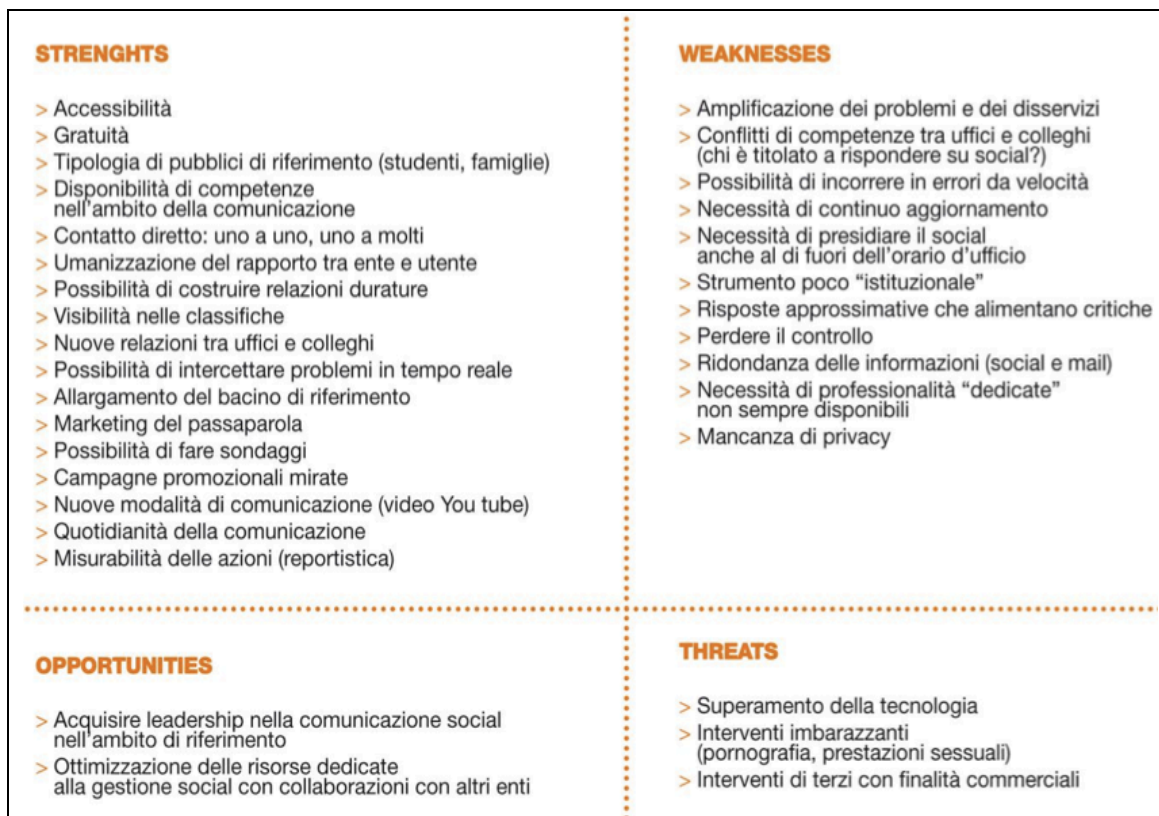 STRENGHTS
> Accessibilità
> Gratuità
> Tipologia di pubblici di riferimento (studenti, famiglie)
> Disponibilità di competenze
nell'ambito della comunicazione
> Contatto diretto: uno a uno, uno a molti
> Umanizzazione del rapporto tra ente e utente
> Possibilità di costruire relazioni durature
> Visibilità nelle classifiche
> Nuove relazioni tra uffici e colleghi
> Possibilità di intercettare problemi in tempo reale
> Allargamento del bacino di riferimento
> Marketing del passaparola
> Possibilità di fare sondaggi
> Campagne promozionali mirate
> Nuove modalità di comunicazione (video You tube)
> Quotidianità della comunicazione
> Misurabilità delle azioni (reportistica)
WEAKNESSES
> Amplificazione dei problemi e dei disservizi
> Conflitti di competenze tra uffici e colleghi
(chi è titolato a rispondere su social?)
> Possibilità di incorrere in errori da velocità
> Necessità di continuo aggiornamento
> Necessità di presidiare il social
anche al di fuori dell'orario d'ufficio
> Strumento poco “istituzionale”
> Risposte approssimative che alimentano critiche
> Perdere il controllo
> Ridondanza delle informazioni (social e mail)
> Necessità di professionalità “dedicate”
non sempre disponibili
> Mancanza di privacy
OPPORTUNITIES
> Acquisire leadership nella comunicazione social
nell'ambito di riferimento
> Ottimizzazione delle risorse dedicate
alla gestione social con collaborazioni con altri enti
THREATS
> Superamento della tecnologia
> Interventi imbarazzanti
(pornografia, prestazioni sessuali)
> Interventi di terzi con finalità commerciali